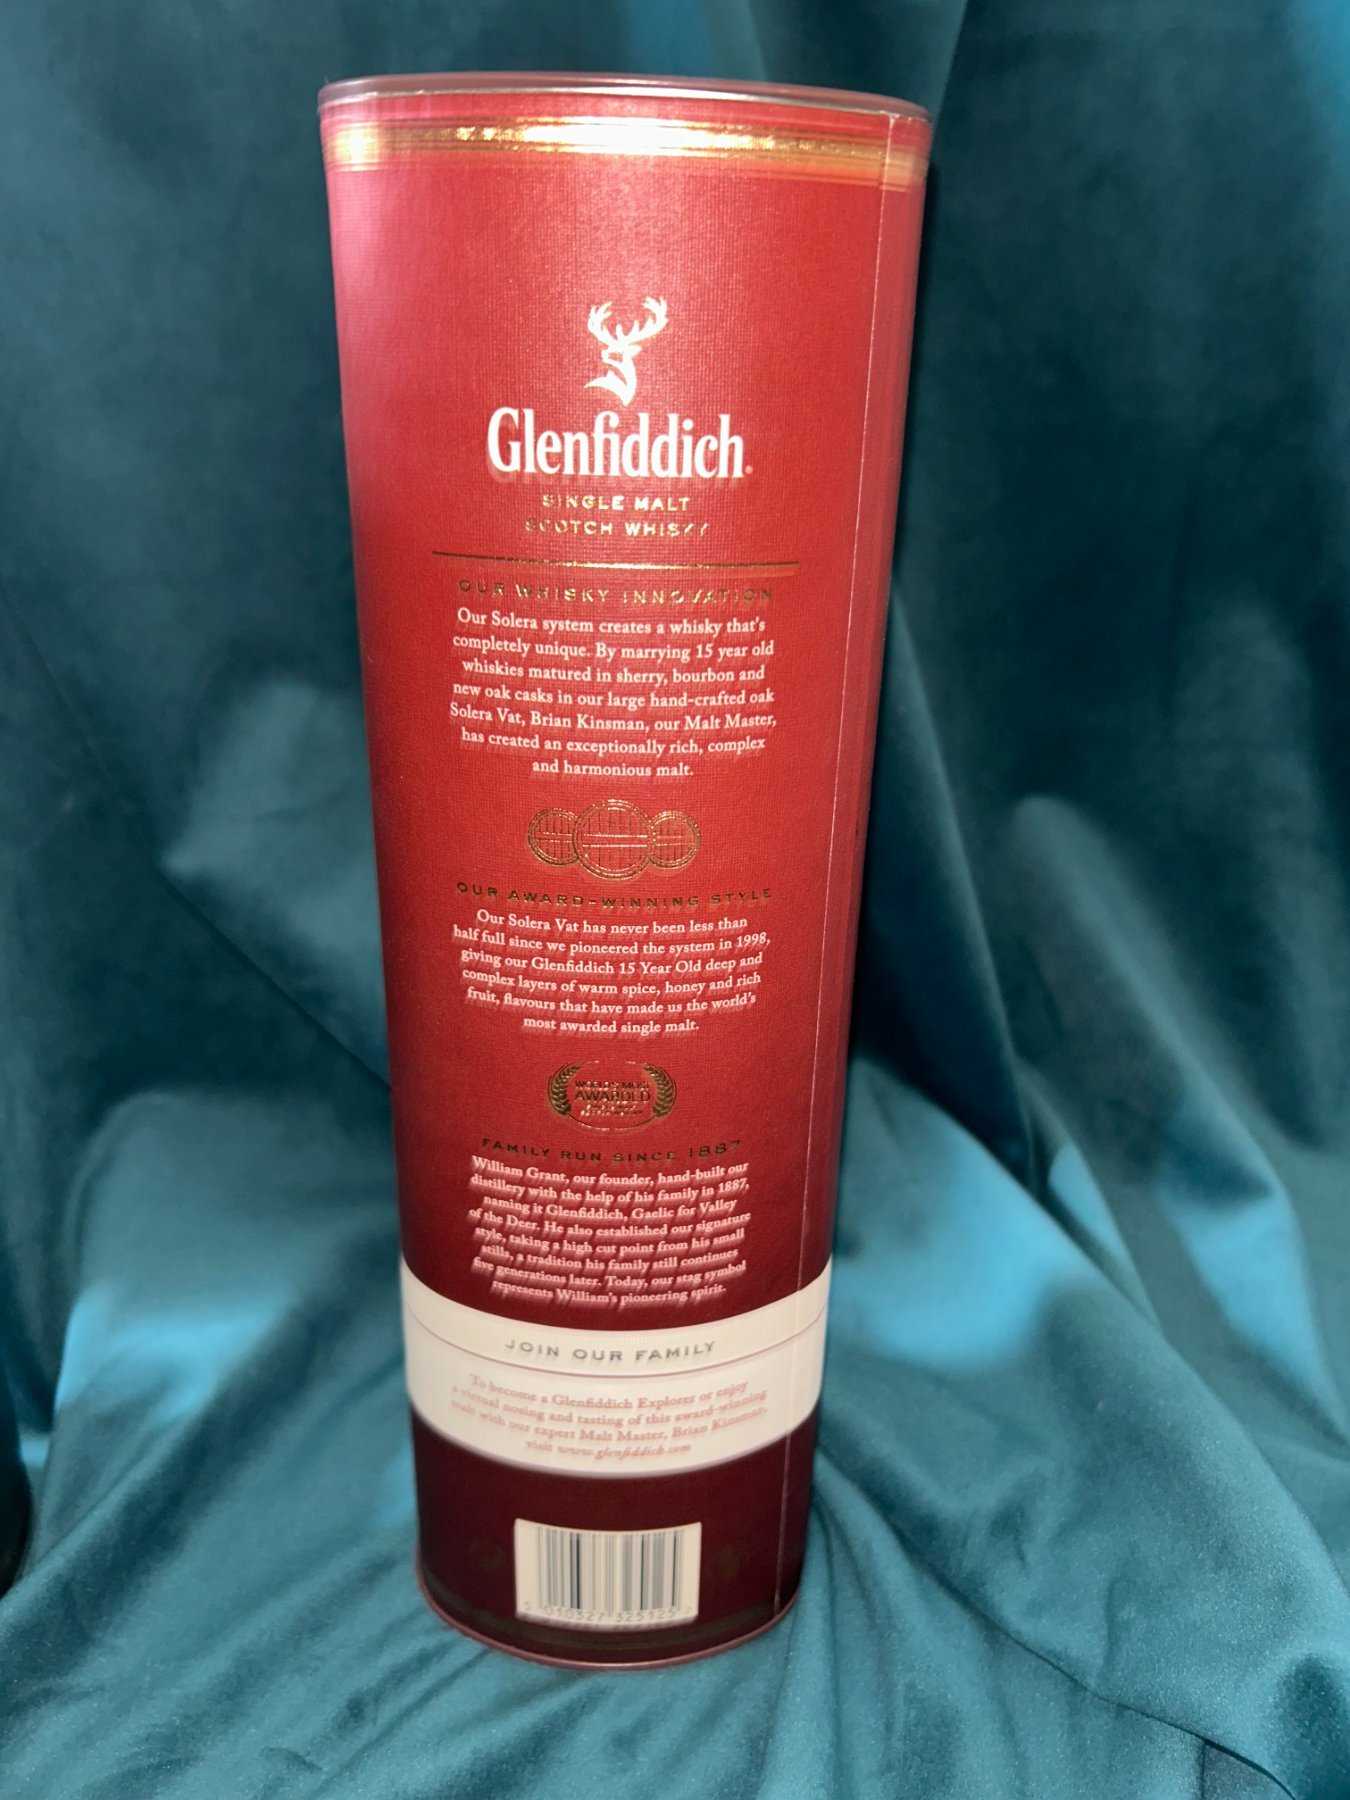 Glenfiddich
SINGLE MALT
SCOTCH WHISKY
OUR WHISKY INNOVATION
Our Solera system creates a whisky that's
completely unique. By marrying 15 year old
whiskies matured in sherry, bourbon and
new oak casks in our large hand-crafted oak
Solera Vat, Brian Kinsman, our Malt Master,
has created an exceptionally rich, complex
and harmonious malt.
OUR AWARD-WINNING STYLE
Our Solera Vat has never been less than
half full since we pioneered the system in 1998,
giving our Glenfiddich 15 Year Old deep and
complex layers of warm spice, honey and rich
fruit, flavours that have made us the world's
most awarded single malt.
WORLD'S MOST
AWARDED
FAMILY RUN SINCE 1887
William Grant, our founder, hand-built our
distillery with the help of his family in 1887,
naming it Glenfiddich, Gaelic for Valley
of the Deer. He also established our signature
style, taking a high cut point from his small
stills, a tradition his family still continues
five generations later. Today, our stag symbol
represents William's pioneering spirit.
JOIN OUR FAMILY
To become a Glenfiddich Explorer or enjoy
a virtual nosing and tasting of this award-winning
malt with our expert Malt Master, Brian Kinsman,
visit www.glenfiddich.com
5 010327 325125